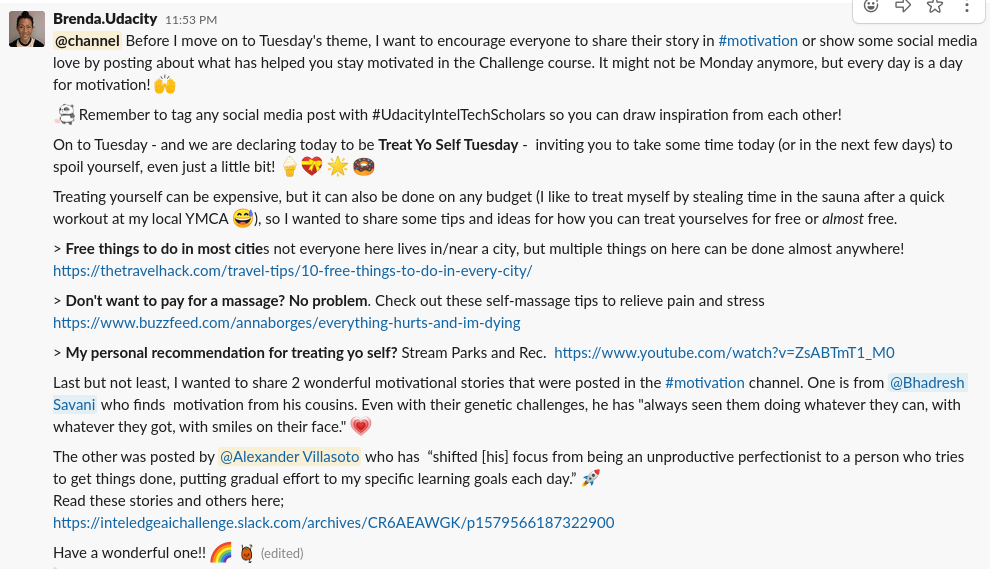 Brenda.Udacity 11:53 PM
@channel Before I move on to Tuesday's theme, I want to encourage everyone to share their story in #motivation or show some social media
love by posting about what has helped you stay motivated in the Challenge course. It might not be Monday anymore, but every day is a day
for motivation! 🙌
Remember to tag any social media post with #UdacityIntelTechScholars so you can draw inspiration from each other!
On to Tuesday - and we are declaring today to be Treat Yo Self Tuesday -  inviting you to take some time today (or in the next few days) to
spoil yourself, even just a little bit! 🍦💝🌟🍩
Treating yourself can be expensive, but it can also be done on any budget (I like to treat myself by stealing time in the sauna after a quick
workout at my local YMCA 😅), so I wanted to share some tips and ideas for how you can treat yourselves for free or almost free.
> Free things to do in most cities not everyone here lives in/near a city, but multiple things on here can be done almost anywhere!
https://thetravelhack.com/travel-tips/10-free-things-to-do-in-every-city/
> Don't want to pay for a massage? No problem. Check out these self-massage tips to relieve pain and stress
https://www.buzzfeed.com/annaborges/everything-hurts-and-im-dying
> My personal recommendation for treating yo self? Stream Parks and Rec.  https://www.youtube.com/watch?v=ZsABTmT1_M0
Last but not least, I wanted to share 2 wonderful motivational stories that were posted in the #motivation channel. One is from @Bhadresh
Savani who finds  motivation from his cousins. Even with their genetic challenges, he has "always seen them doing whatever they can, with
whatever they got, with smiles on their face." 💗
The other was posted by @Alexander Villasoto who has  “shifted [his] focus from being an unproductive perfectionist to a person who tries
to get things done, putting gradual effort to my specific learning goals each day.” 🚀
Read these stories and others here;
https://inteledgeaichallenge.slack.com/archives/CR6AEAWGK/p1579566187322900
Have a wonderful one!! 🌈 (edited)